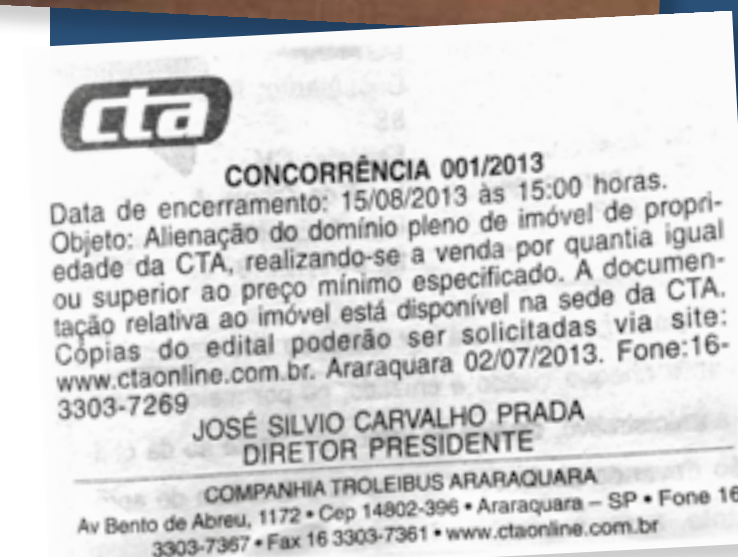 cta
CONCORRÊNCIA 001/2013
Data de encerramento: 15/08/2013 às 15:00 horas.
Objeto: Alienação do domínio pleno de imóvel de propri-
edade da CTA, realizando-se a venda por quantia igual
ou superior ao preço mínimo especificado. A documen-
tação relativa ao imóvel está disponível na sede da CTA.
Cópias do edital poderão ser solicitadas via site:
www.ctaonline.com.br. Araraquara 02/07/2013. Fone:16-
3303-7269
JOSÉ SILVIO CARVALHO PRADA
DIRETOR PRESIDENTE
COMPANHIA TROLEIBUS ARARAQUARA
Av Bento de Abreu, 1172 • Cep 14802-396 • Araraquara – SP • Fone 16
3303-7367 • Fax 16 3303-7361 • www.ctaonline.com.br